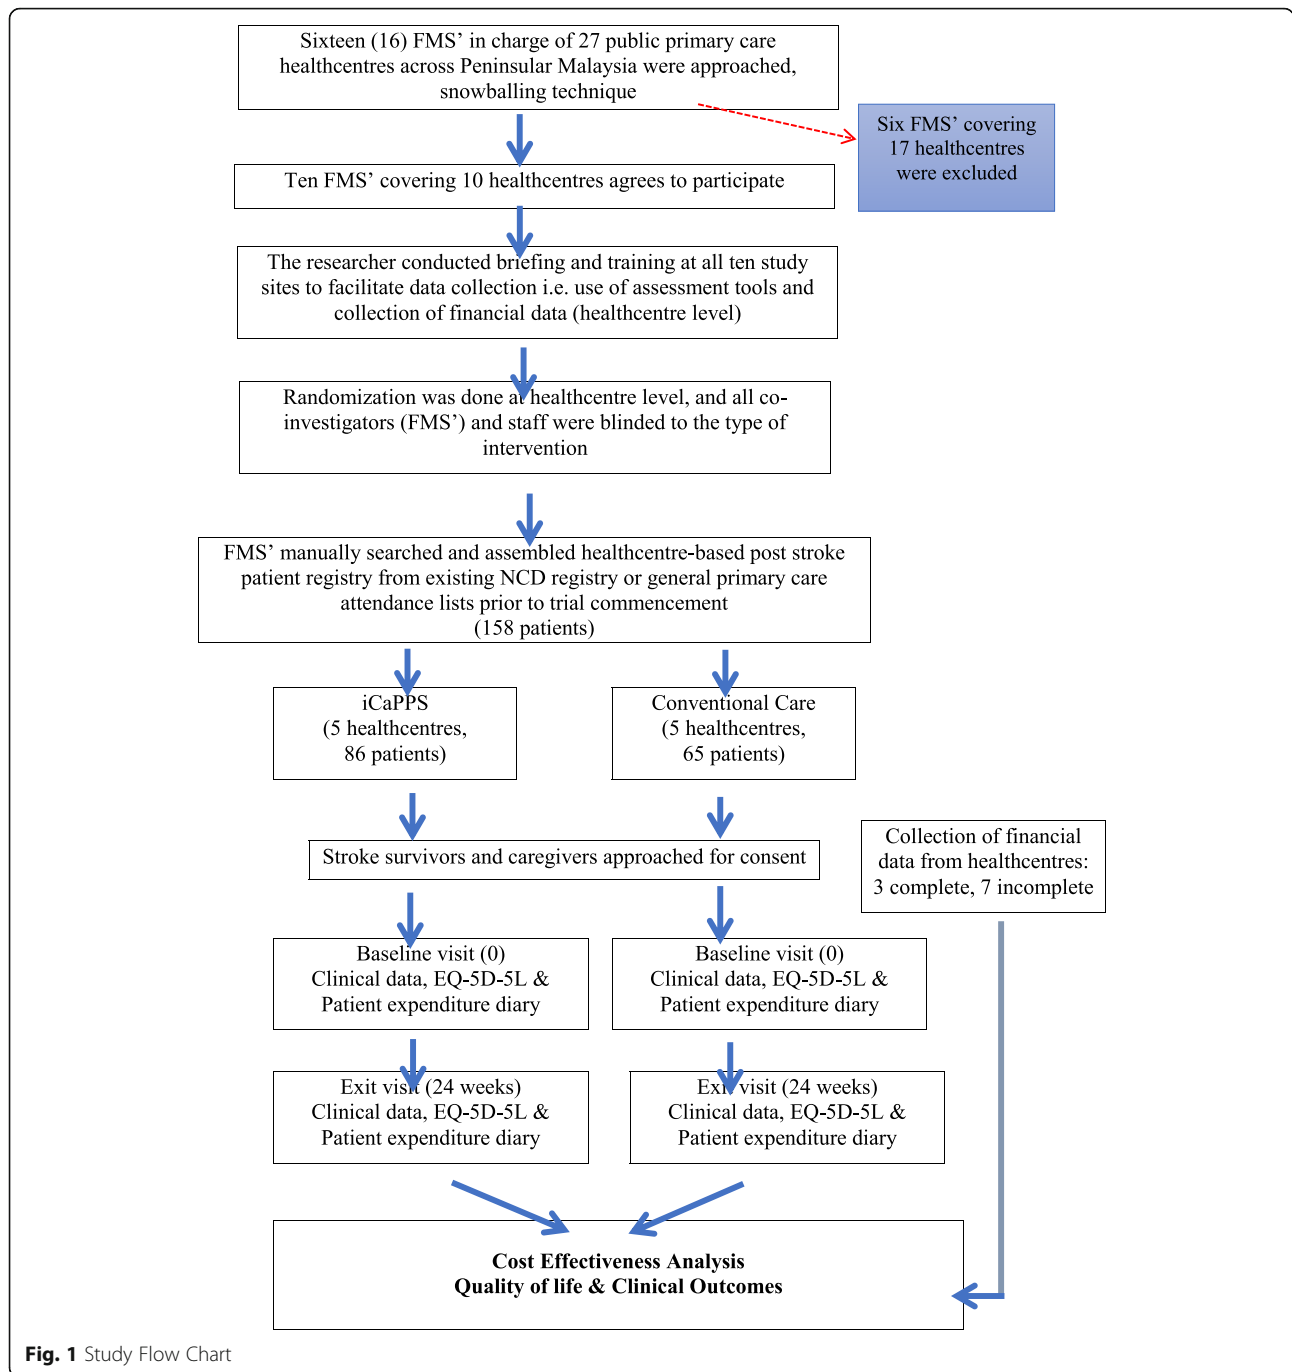 Sixteen (16) FMS' in charge of 27 public primary care
healthcentres across Peninsular Malaysia were approached,
snowballing technique
Six FMS' covering
17 healthcentres
were excluded
Ten FMS' covering 10 healthcentres agrees to participate
The researcher conducted briefing and training at all ten study
sites to facilitate data collection i.e. use of assessment tools and
collection of financial data (healthcentre level)
Randomization was done at healthcentre level, and all co-
investigators (FMS') and staff were blinded to the type of
intervention
FMS' manually searched and assembled healthcentre-based post stroke
patient registry from existing NCD registry or general primary care
attendance lists prior to trial commencement
(158 patients)
iCaPPS
(5 healthcentres,
86 patients)
Conventional Care
(5 healthcentres,
65 patients)
Stroke survivors and caregivers approached for consent
Collection of financial
data from healthcentres:
3 complete, 7 incomplete
Baseline visit (0)
Clinical data, EQ-5D-5L &
Patient expenditure diary
Baseline visit (0)
Clinical data, EQ-5D-5L &
Patient expenditure diary
Exit visit (24 weeks)
Clinical data, EQ-5D-5L &
Patient expenditure diary
Exit visit (24 weeks)
Clinical data, EQ-5D-5L &
Patient expenditure diary
Cost Effectiveness Analysis
Quality of life & Clinical Outcomes
Fig. 1 Study Flow Chart